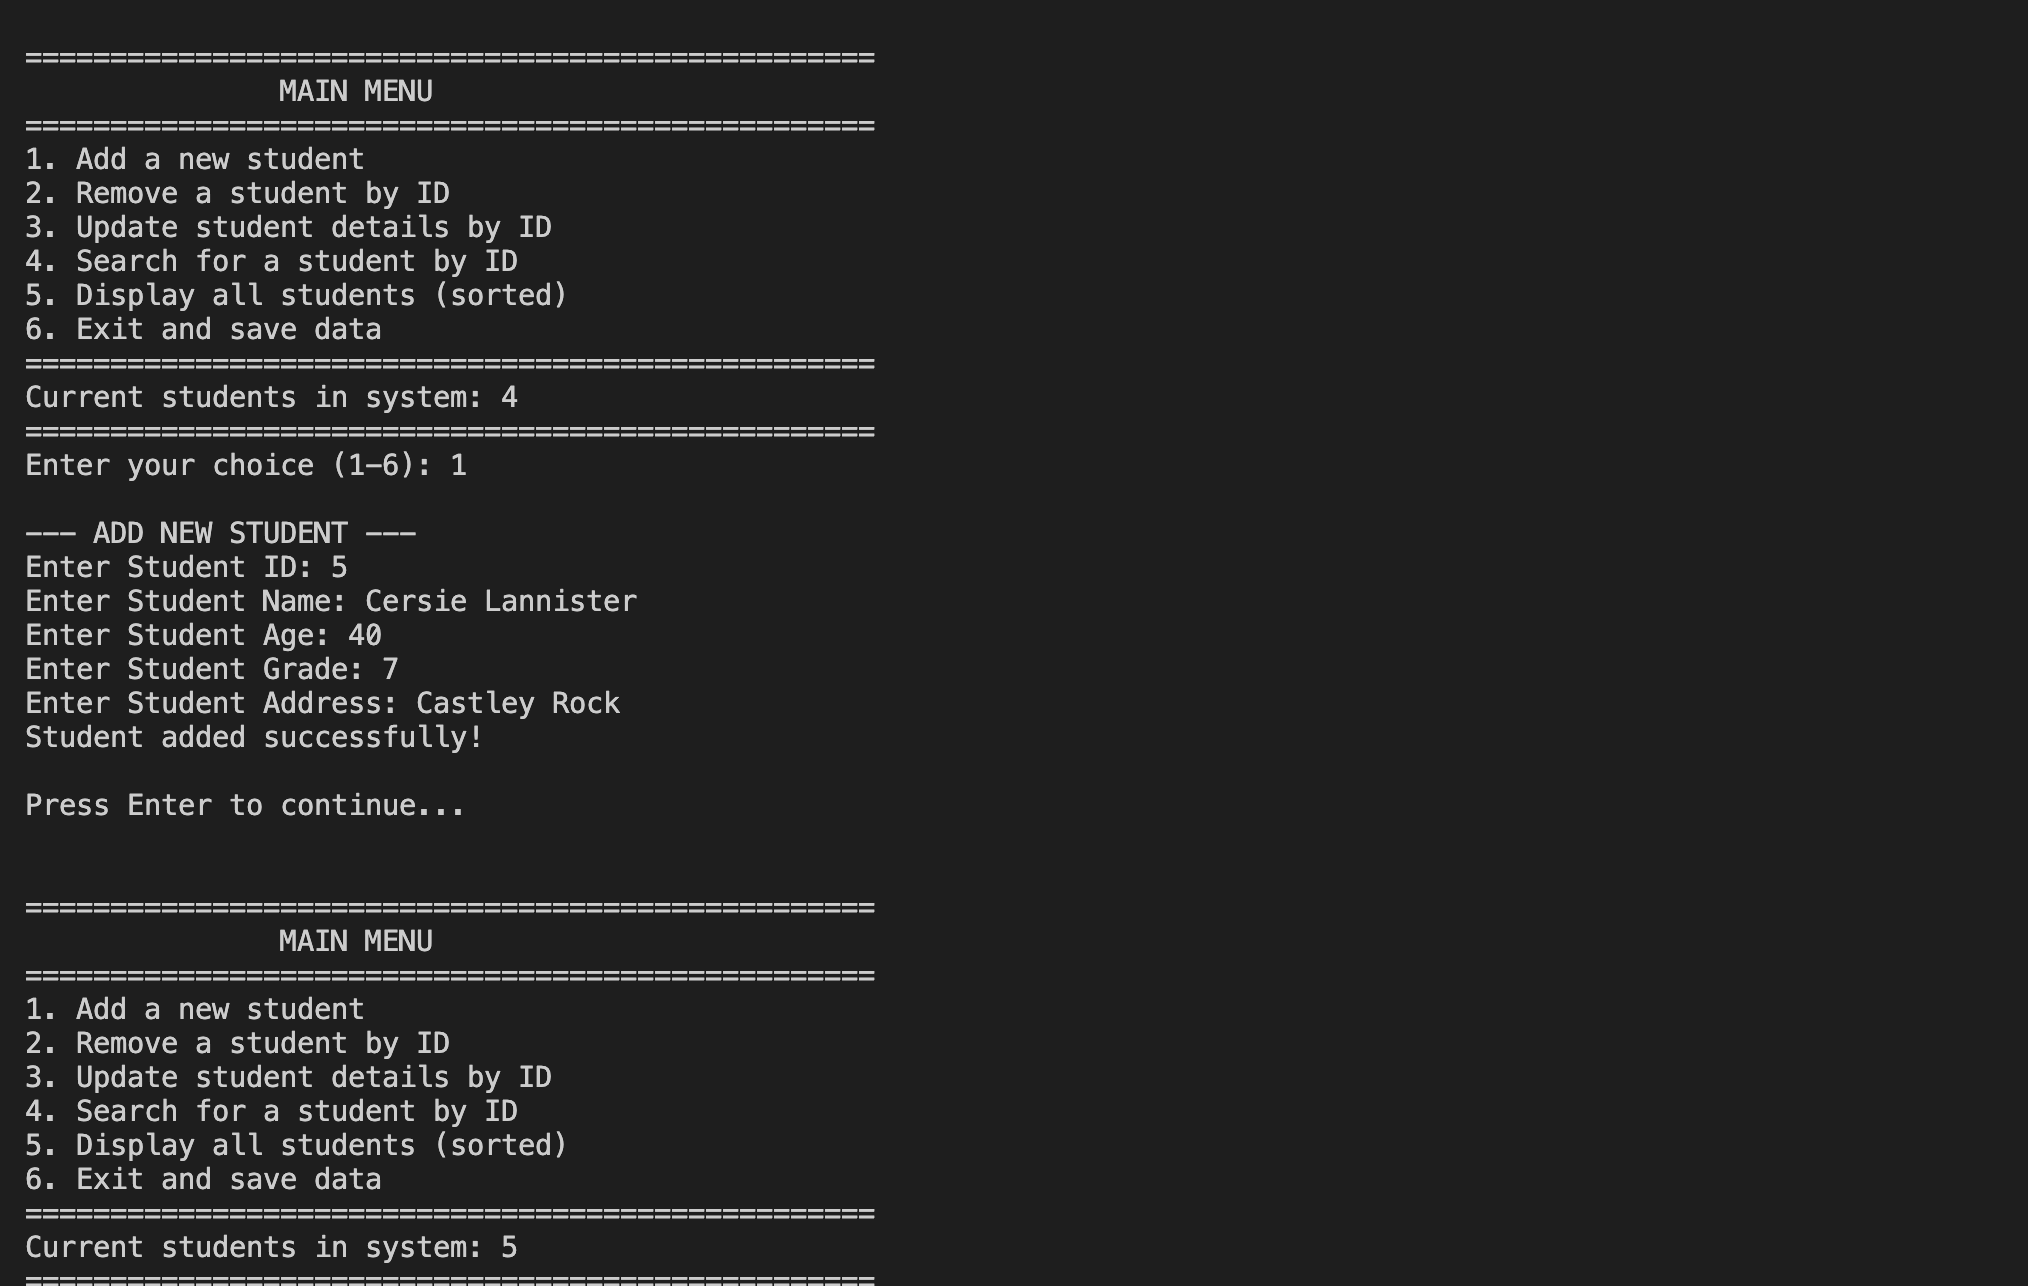 ==================================================
               MAIN MENU
==================================================
1. Add a new student
2. Remove a student by ID
3. Update student details by ID
4. Search for a student by ID
5. Display all students (sorted)
6. Exit and save data
==================================================
Current students in system: 4
==================================================
Enter your choice (1-6): 1

--- ADD NEW STUDENT ---
Enter Student ID: 5
Enter Student Name: Cersie Lannister
Enter Student Age: 40
Enter Student Grade: 7
Enter Student Address: Castley Rock
Student added successfully!

Press Enter to continue...

==================================================
               MAIN MENU
==================================================
1. Add a new student
2. Remove a student by ID
3. Update student details by ID
4. Search for a student by ID
5. Display all students (sorted)
6. Exit and save data
==================================================
Current students in system: 5
==================================================